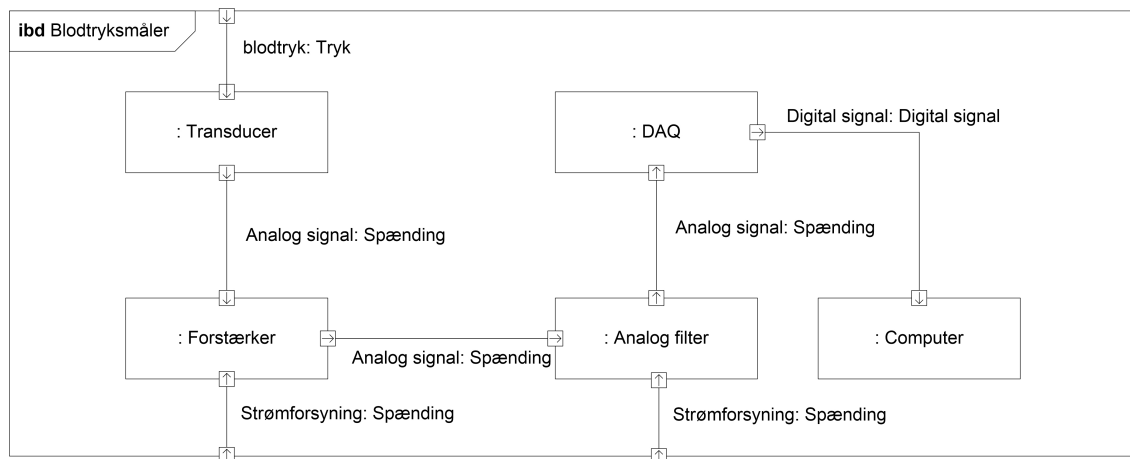 ibd Blodtryksmåler
blodtryk: Tryk
: Transducer
: DAQ
Digital signal: Digital signal
Analog signal: Spænding
Analog signal: Spænding
: Forstærker
: Analog filter
: Computer
Analog signal: Spænding
Strømforsyning: Spænding
Strømforsyning: Spænding